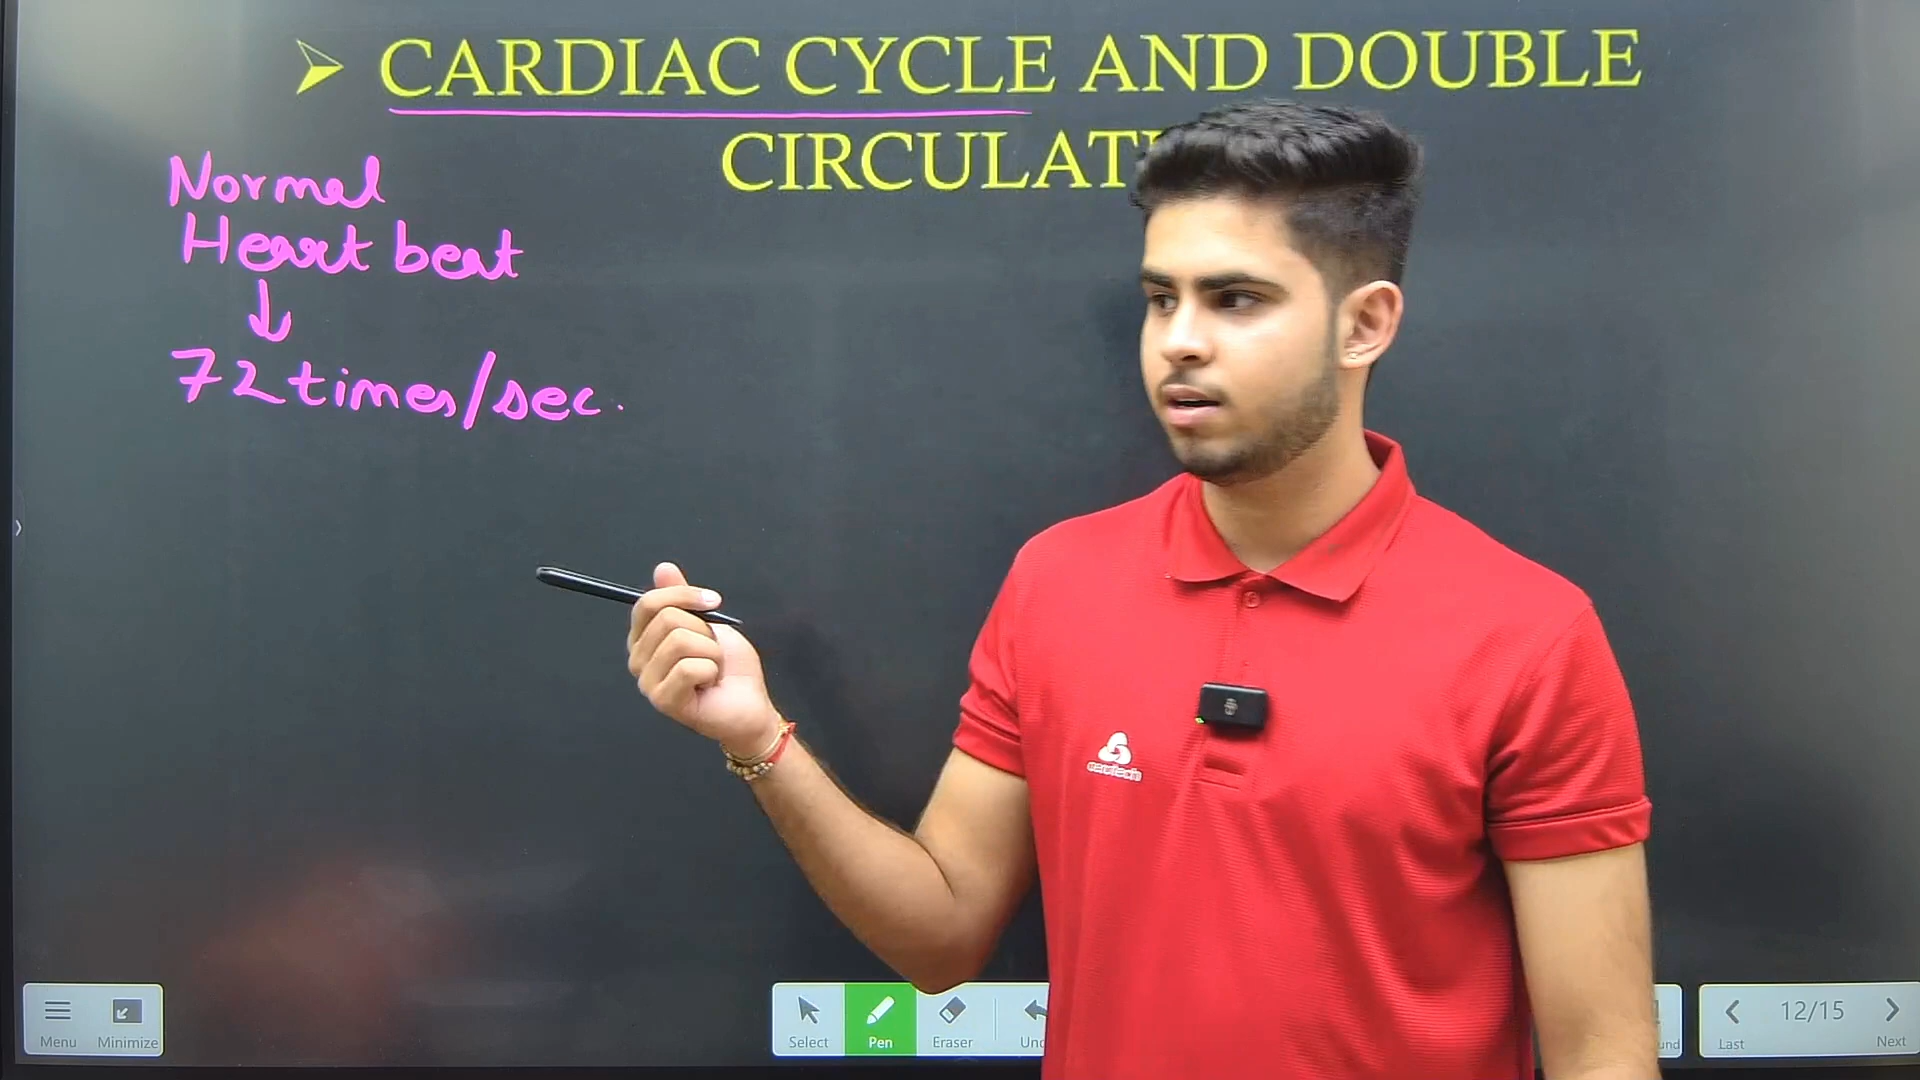 ➤ CARDIAC CYCLE AND DOUBLE
CIRCULAT
Normal
Heart beat
↓
72 times/sec.
Menu
Minimize
Select
Pen
Eraser
12/15
Last
Next